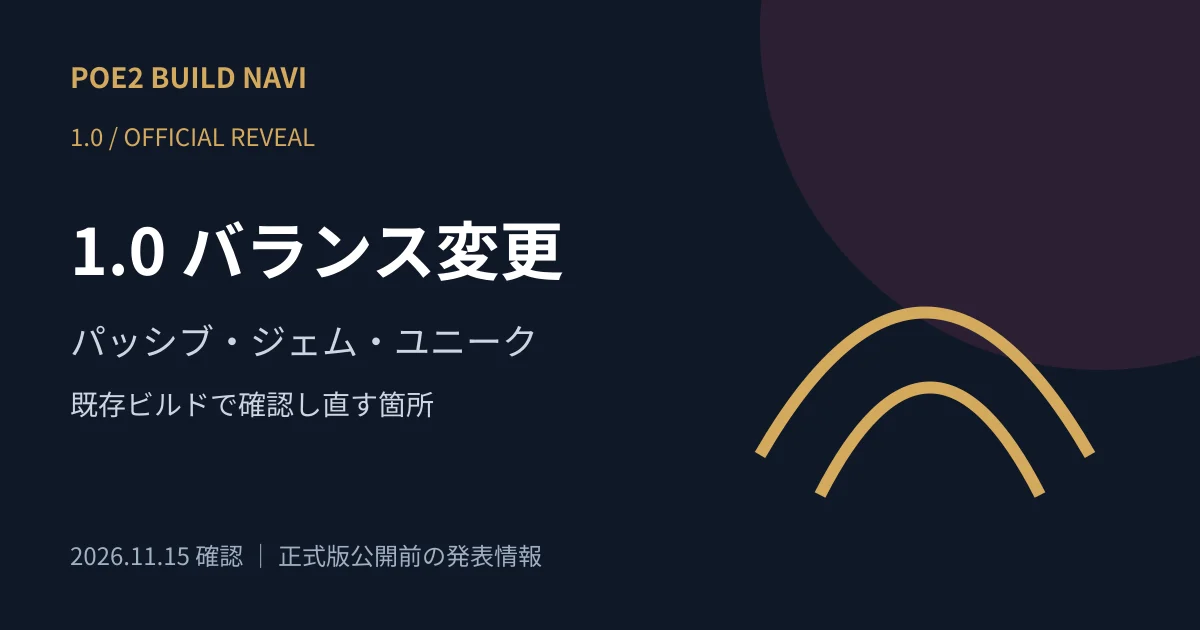 POE2 BUILD NAVI
1.0 / OFFICIAL REVEAL
1.0 バランス変更
パッシブ・ジェム・ユニーク
既存ビルドで確認し直す箇所
2026.11.15 確認 ｜ 正式版公開前の発表情報